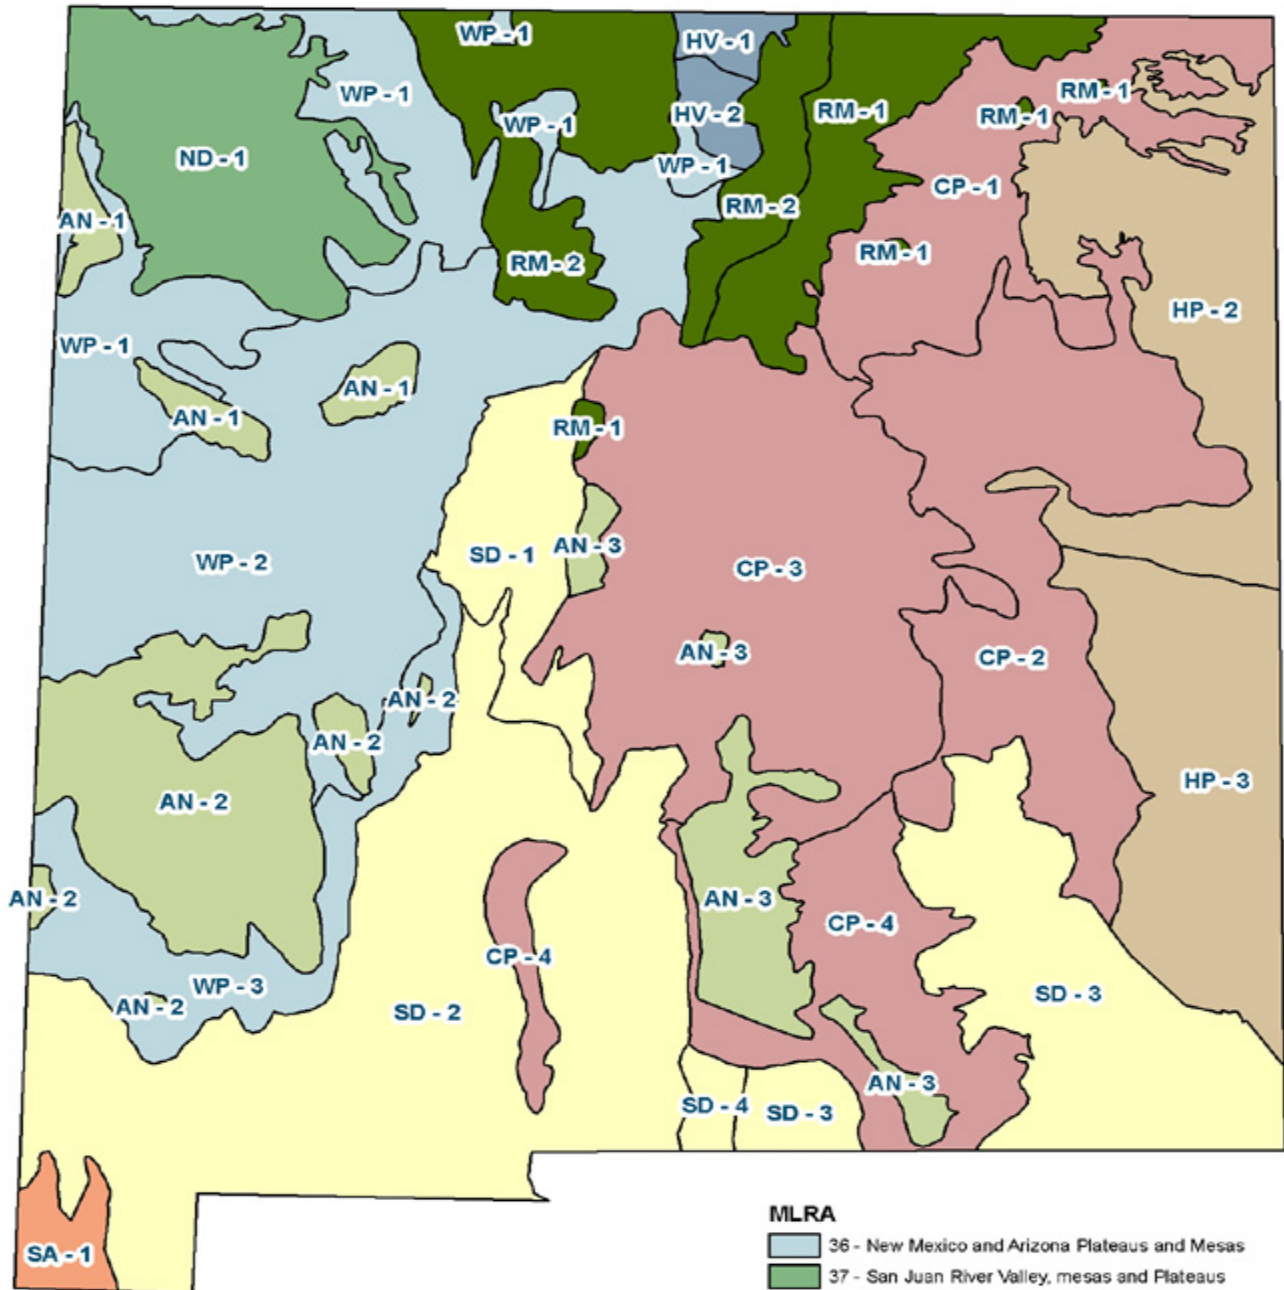 WP - 1
HV - 1
WP - 1
RM - 1
RM - 1
RM - 1
HV - 2
WP - 1
ND - 1
WP - 1
CP - 1
AN - 1
RM - 2
RM - 1
RM - 2
HP - 2
WP - 1
AN - 1
AN - 1
RM - 1
AN - 3
SD - 1
WP - 2
CP - 3
AN - 3
CP - 2
AN - 2
AN - 2
HP - 3
AN - 2
AN - 2
AN - 3
CP - 4
CP - 4
WP - 3
SD - 3
AN - 2
SD - 2
AN - 3
SD - 4
SD - 3
SA - 1
MLRA
36 - New Mexico and Arizona Plateaus and Mesas
37 - San Juan River Valley, mesas and Plateaus